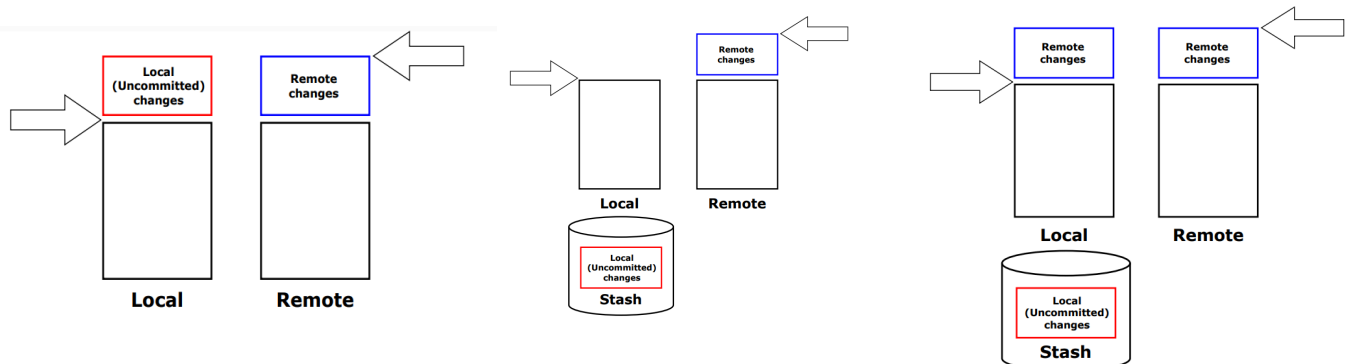 Local
(Uncommitted)
changes
Remote
changes
Local
Remote
Remote
changes
Local
Remote
Local
(Uncommitted)
changes
Stash
Remote
changes
Remote
changes
Local
Remote
Local
(Uncommitted)
changes
Stash